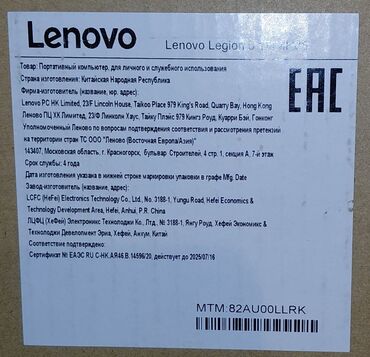 Lenovo
Lenovo Legion 5
Товар: Портативный компьютер, для личного и служебного использования
Страна изготовления: Китайская Народная Республика
Фирма-изготовитель (название, юр. адрес):
Lenovo PC HK Limited, 23/F Lincoln House, Taikoo Place 979 King's Road, Quarry Bay, Hong Kong
Леново ПЦ ХК Лимитед, 23/Ф Линколн Хаус, Тайку Плэйс 979 Кингз Роуд, Куарри Бэй, Гонконг
Уполномоченный Леново по вопросам подтверждения соответствия и рассмотрения претензий
на территории стран ТС ООО "Леново (Восточная Европа/Азия)"
143407, Московская область, г. Красногорск, бульвар Строителей, 4 стр. 1, секция А, 7-й этаж
Срок службы: 4 года
Дата изготовления указана в нижней строке маркировки упаковки в графе Mfg. Date
Завод-изготовитель (название, адрес):
LCFC (HeFei) Electronics Technology Co., Ltd., No. 3188-1, Yungu Road, Hefei Economics &
Technology Development Area, Hefei, Anhui, P.R. China
ЛЦФЦ (ХеФей) Электроникс Технолоджи Ко., Лтд., № 3188-1, Янгу Роуд, Хефей Экономикс &
Технолоджи Девелопмент Эриа, Хефей, Анхуи, Китай
Соответствие подтверждено:
Сертификат № ЕАЭС RU С-HK.АЯ46.В.14596/20, действует по 2025/07/16
EAC
MTM:82AU00LLRK